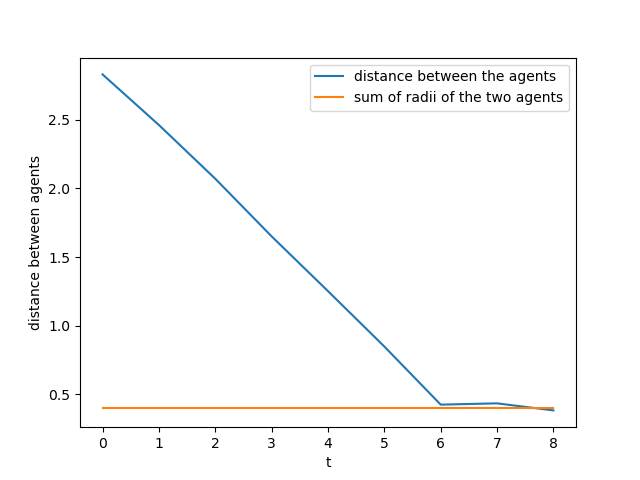 distance between the agents
sum of radii of the two agents
distance between agents
2.5
2.0
1.5
1.0
0.5
0 1 2 3 4 5 6 7 8
t